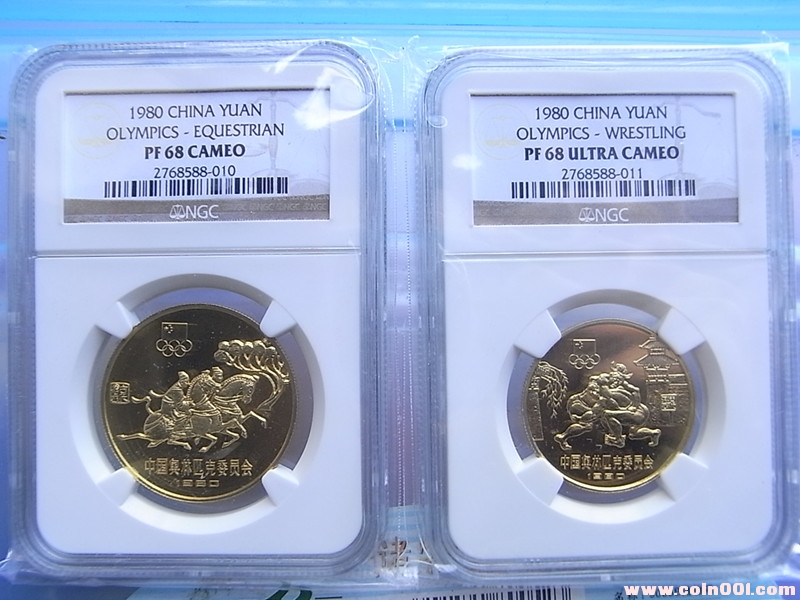 1980 CHINA YUAN
OLYMPICS - EQUESTRIAN
PF 68 CAMEO
2768588-010
NGC
中国奥林匹克委员会
1980
1980 CHINA YUAN
OLYMPICS - WRESTLING
PF 68 ULTRA CAMEO
2768588-011
NGC
中国奥林匹克委员会
1980
www.coin001.com